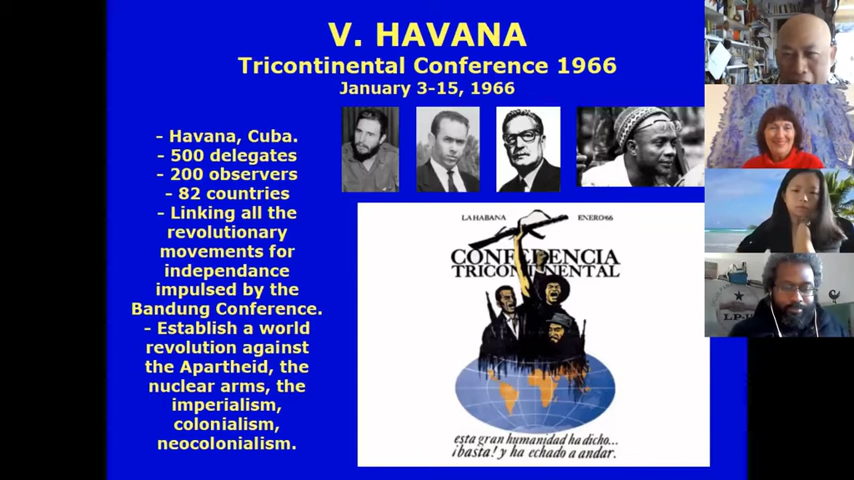 V. HAVANA
Tricontinental Conference 1966
January 3-15, 1966
- Havana, Cuba.
- 500 delegates
- 200 observers
- 82 countries
- Linking all the
revolutionary
movements for
independance
impulsed by the
Bandung Conference.
- Establish a world
revolution against
the Apartheid, the
nuclear arms, the
imperialism,
colonialism,
neocolonialism.
LA HABANA
ENERO'66
CONFERENCIA
TRICONTINENTAL
esta gran humanidad ha dicho...
¡basta! y ha echado a andar.